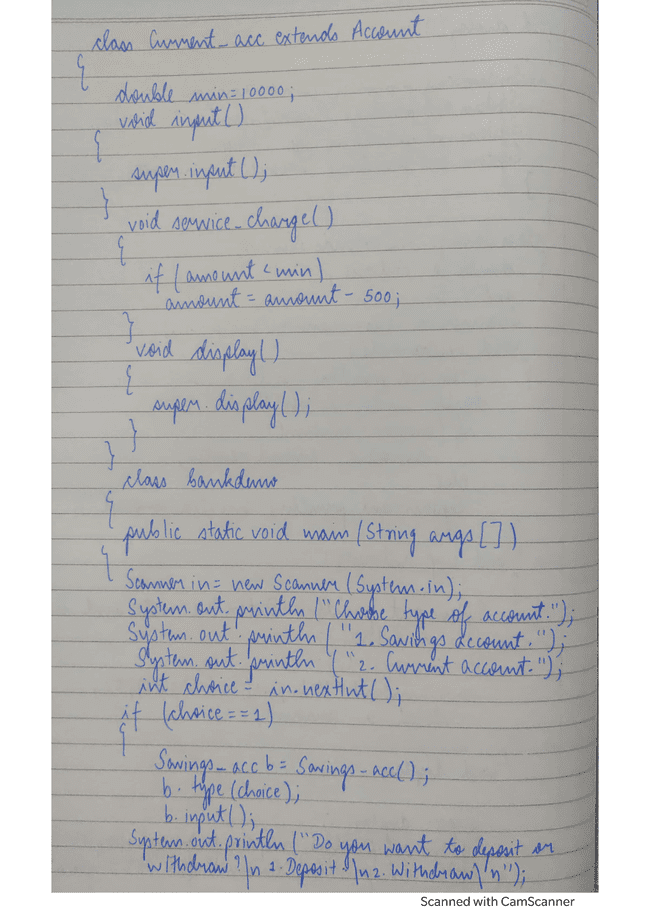 class Current_acc extends Account
{
double min=10000;
void input()
{
super.input();
}
void service_charge()
{
if (amount<min)
amount = amount - 500;
}
void display()
{
super.display();
}
}
class bankdemo
{
public static void main (String args [])
{
Scanner in = new Scanner (System.in);
System.out.println ("Choose type of account.");
System.out.println ("1. Savings account.");
System.out.println ("2. Current account.");
int choice = in.nextInt();
if (choice==1)
{
Savings_acc b = Savings_acc();
b.type (choice);
b.input();
System.out.println ("Do you want to deposit or
withdraw?\n 1.Deposit.\n2. Withdraw\n");
Scanned with CamScanner